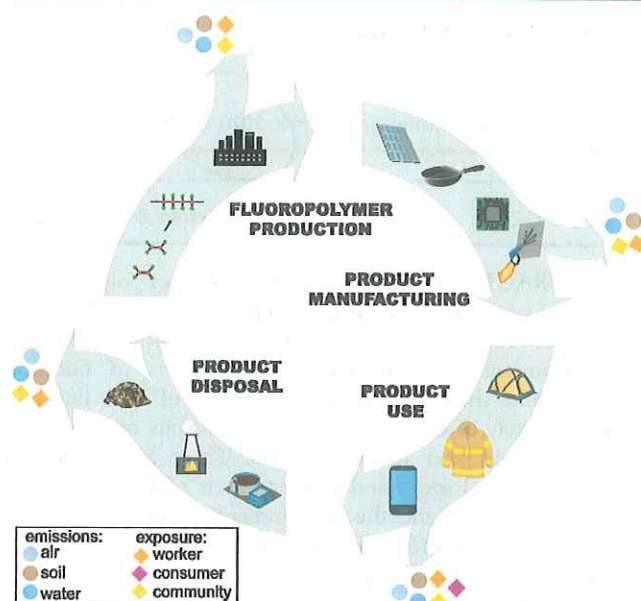 FLUOROPOLYMER
PRODUCTION
PRODUCT
MANUFACTURING
PRODUCT
DISPOSAL
PRODUCT
USE
emissions:
air
soil
water
exposure:
worker
consumer
community